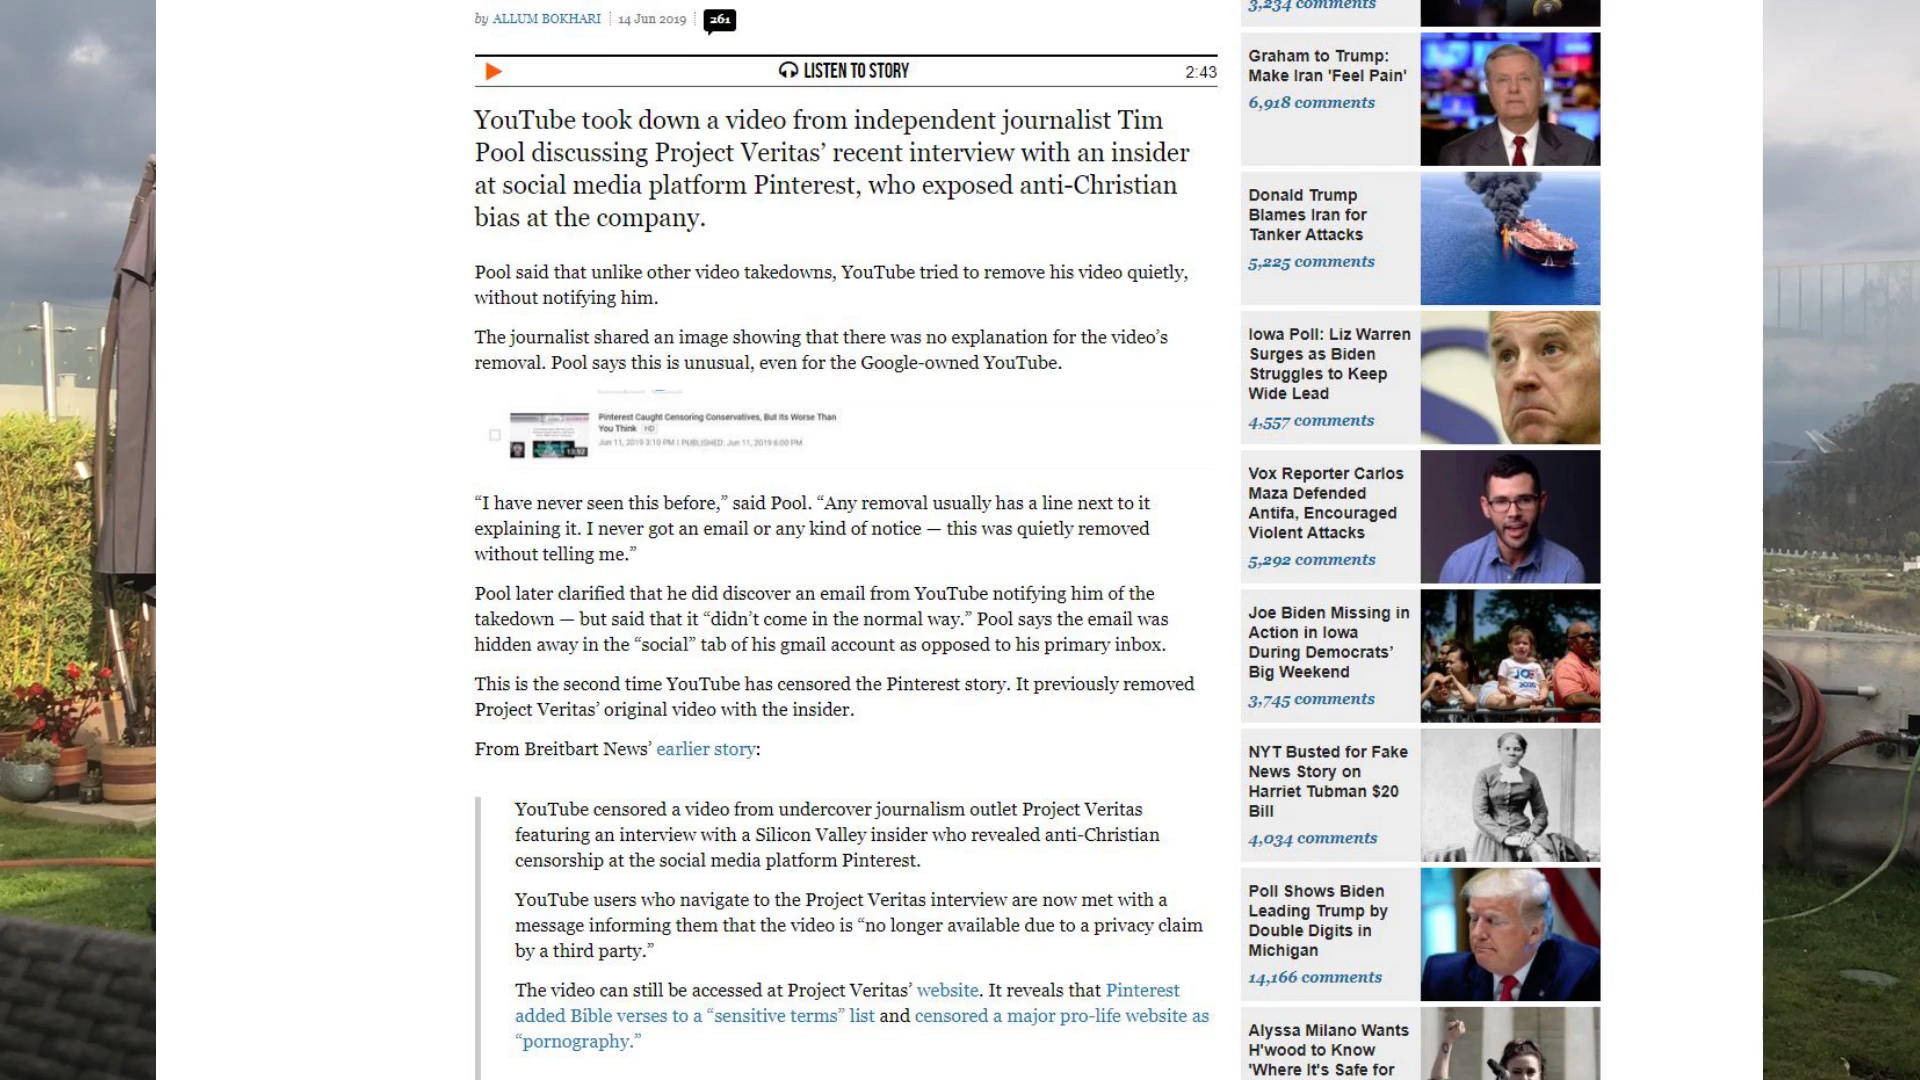 by ALLUM BOKHARI | 14 Jun 2019 | 261
LISTEN TO STORY
2:43
YouTube took down a video from independent journalist Tim
Pool discussing Project Veritas’ recent interview with an insider
at social media platform Pinterest, who exposed anti-Christian
bias at the company.
Pool said that unlike other video takedowns, YouTube tried to remove his video quietly,
without notifying him.
The journalist shared an image showing that there was no explanation for the video’s
removal. Pool says this is unusual, even for the Google-owned YouTube.
Pinterest Caught Censoring Conservatives, But Its Worse Than
You Think HD
Jun 11, 2019 3:10 PM | PUBLISHED: Jun 11, 2019 6:00 PM
“I have never seen this before,” said Pool. “Any removal usually has a line next to it
explaining it. I never got an email or any kind of notice — this was quietly removed
without telling me.”
Pool later clarified that he did discover an email from YouTube notifying him of the
takedown — but said that it “didn’t come in the normal way.” Pool says the email was
hidden away in the “social” tab of his gmail account as opposed to his primary inbox.
This is the second time YouTube has censored the Pinterest story. It previously removed
Project Veritas’ original video with the insider.
From Breitbart News’ earlier story:
YouTube censored a video from undercover journalism outlet Project Veritas
featuring an interview with a Silicon Valley insider who revealed anti-Christian
censorship at the social media platform Pinterest.
YouTube users who navigate to the Project Veritas interview are now met with a
message informing them that the video is “no longer available due to a privacy claim
by a third party.”
The video can still be accessed at Project Veritas’ website. It reveals that Pinterest
added Bible verses to a “sensitive terms” list and censored a major pro-life website as
“pornography.”
3,234 comments
Graham to Trump:
Make Iran 'Feel Pain'
6,918 comments
Donald Trump
Blames Iran for
Tanker Attacks
5,225 comments
Iowa Poll: Liz Warren
Surges as Biden
Struggles to Keep
Wide Lead
4,557 comments
Vox Reporter Carlos
Maza Defended
Antifa, Encouraged
Violent Attacks
5,292 comments
Joe Biden Missing in
Action in Iowa
During Democrats’
Big Weekend
3,745 comments
NYT Busted for Fake
News Story on
Harriet Tubman $20
Bill
4,034 comments
Poll Shows Biden
Leading Trump by
Double Digits in
Michigan
14,166 comments
Alyssa Milano Wants
H'wood to Know
'Where It's Safe for